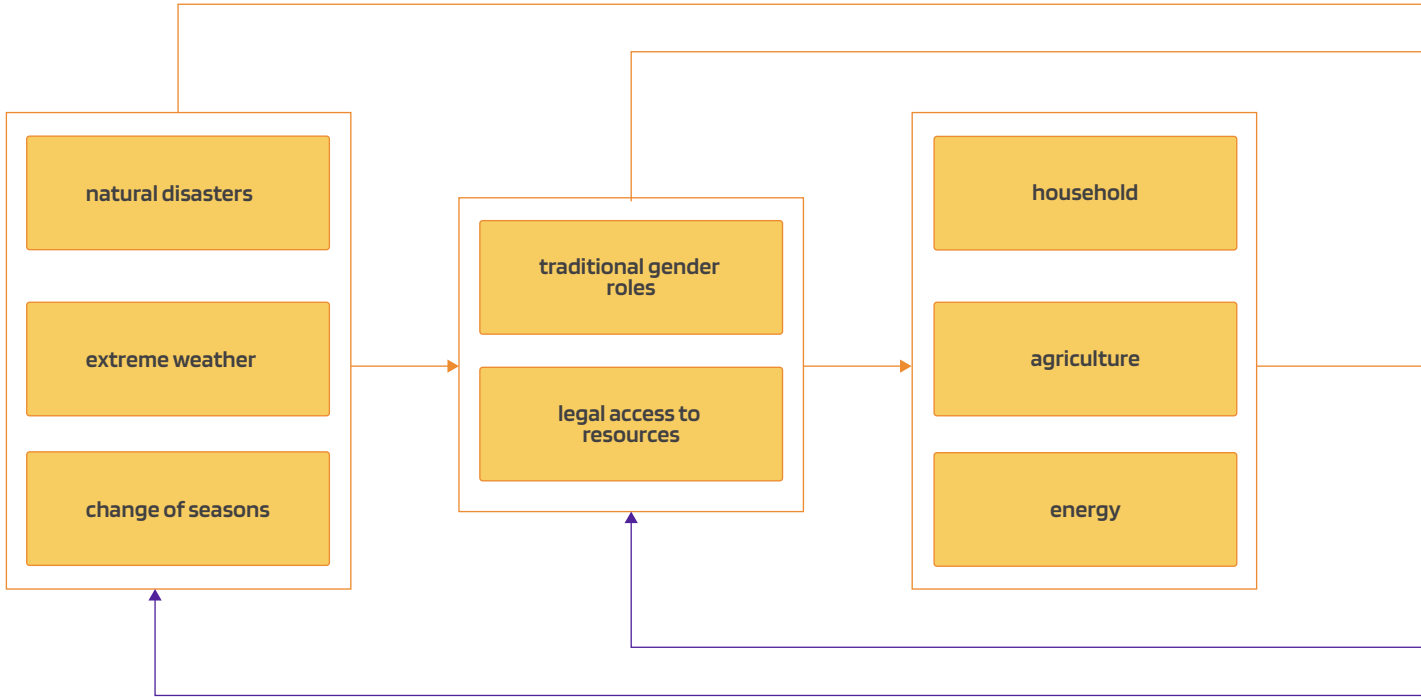 natural disasters
extreme weather
change of seasons
traditional gender
roles
legal access to
resources
household
agriculture
energy